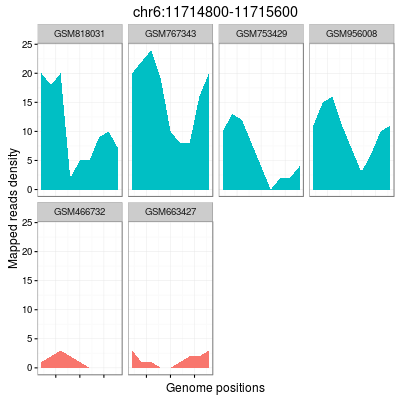 chr6:11714800-11715600
GSM818031 GSM767343 GSM753429 GSM956008
25
20
15
10
5
0
Mapped reads density
GSM466732 GSM663427
25
20
15
10
5
0
Genome positions